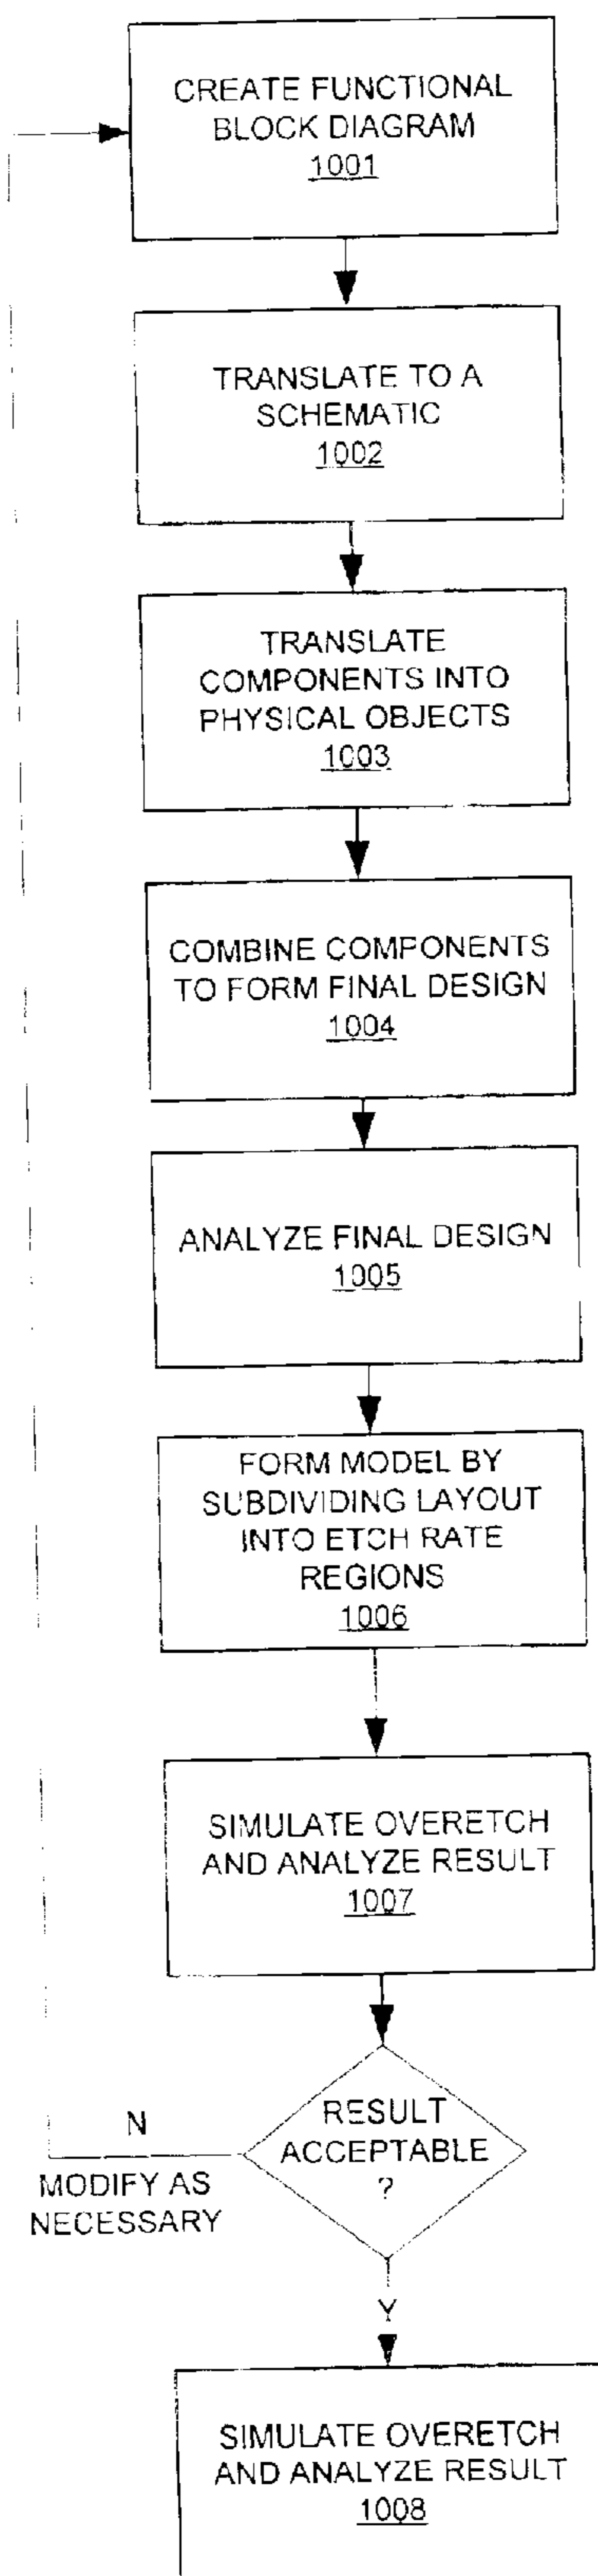 CREATE FUNCTIONAL
BLOCK DIAGRAM
1001
TRANSLATE TO A
SCHEMATIC
1002
TRANSLATE
COMPONENTS INTO
PHYSICAL OBJECTS
1003
COMBINE COMPONENTS
TO FORM FINAL DESIGN
1004
ANALYZE FINAL DESIGN
1005
FORM MODEL BY
SUBDIVIDING LAYOUT
INTO ETCH RATE
REGIONS
1006
SIMULATE OVERETCH
AND ANALYZE RESULT
1007
RESULT
ACCEPTABLE
?
N
MODIFY AS
NECESSARY
Y
SIMULATE OVERETCH
AND ANALYZE RESULT
1008